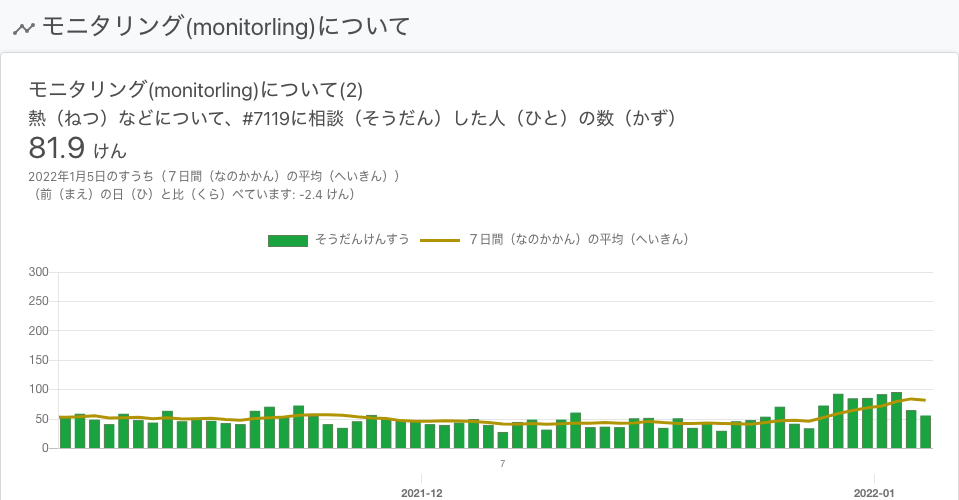 モニタリング(monitorling)について
モニタリング(monitorling)について(2)
熱（ねつ）などについて、#7119に相談（そうだん）した人（ひと）の数（かず）
81.9 けん
2022年1月5日のすうち（７日間（なのかかん）の平均（へいきん））
（前（まえ）の日（ひ）と比（くら）べています: -2.4 けん）
そうだんけんすう ７日間（なのかかん）の平均（へいきん）
300
250
200
150
100
50
0
7
2021-12 2022-01